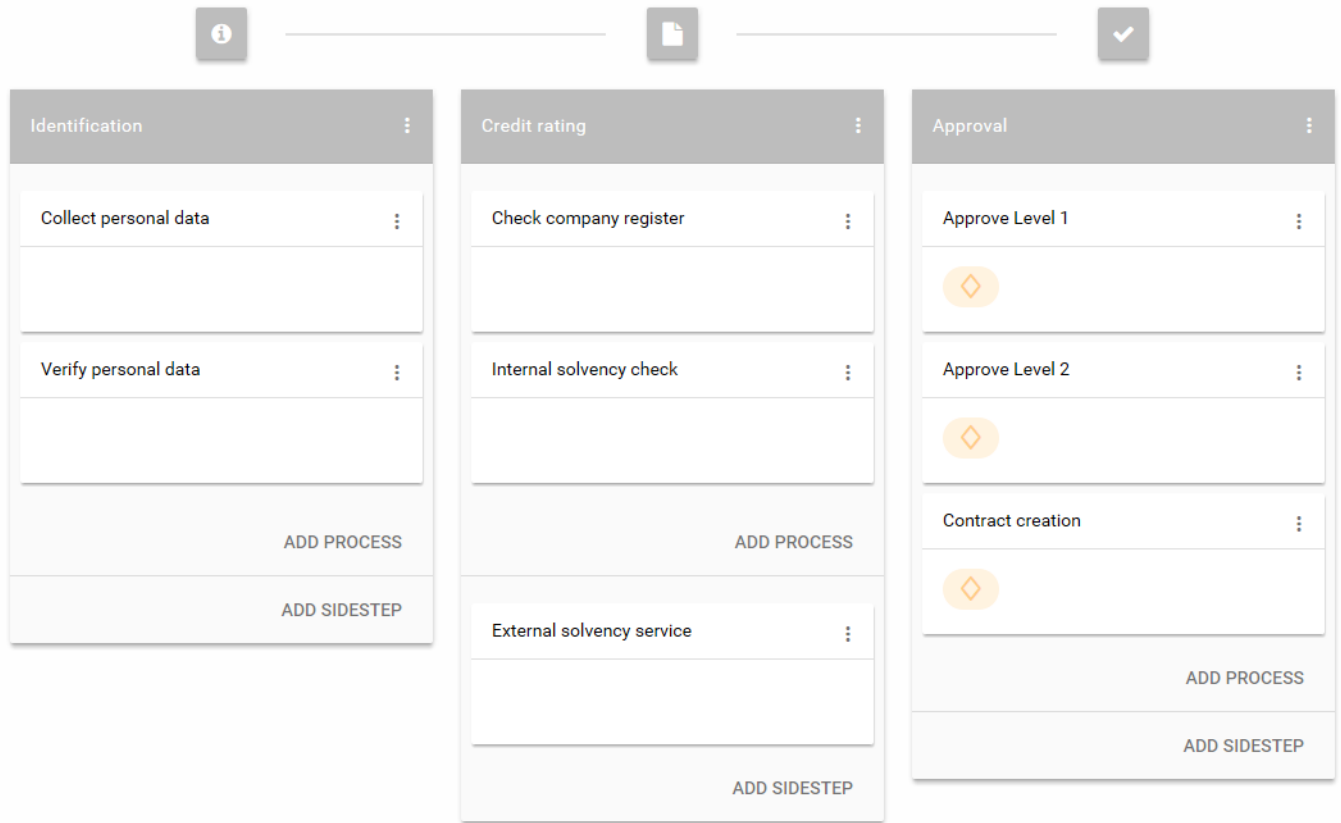 Identification
Collect personal data
Verify personal data
ADD PROCESS
ADD SIDESTEP
Credit rating
Check company register
Internal solvency check
ADD PROCESS
External solvency service
ADD SIDESTEP
Approval
Approve Level 1
Approve Level 2
Contract creation
ADD PROCESS
ADD SIDESTEP